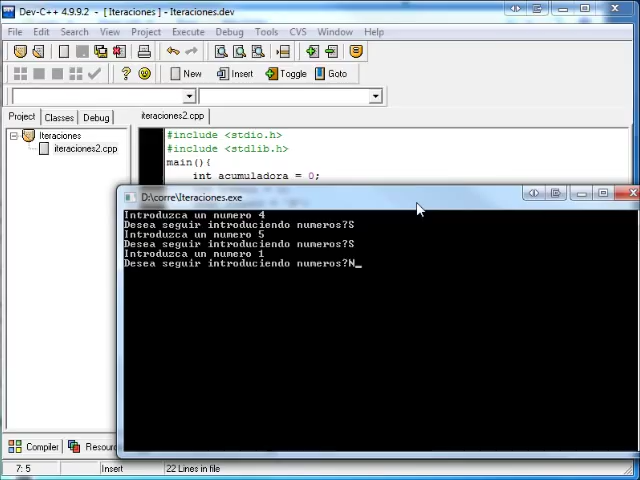 Dev-C++ 4.9.9.2 - [ Iteraciones ] - Iteraciones.dev
File Edit Search View Project Execute Debug Tools CVS Window Help
New Insert Toggle Goto
Project Classes Debug
iteraciones2.cpp
Iteraciones
iteraciones2.cpp
#include <stdio.h>
#include <stdlib.h>
main(){
int acumuladora = 0;
D:\corre\Iteraciones.exe
Introduzca un numero 4
Desea seguir introduciendo numeros?S
Introduzca un numero 5
Desea seguir introduciendo numeros?S
Introduzca un numero 1
Desea seguir introduciendo numeros?N_
Compiler Resour
7: 5 Insert 22 Lines in file